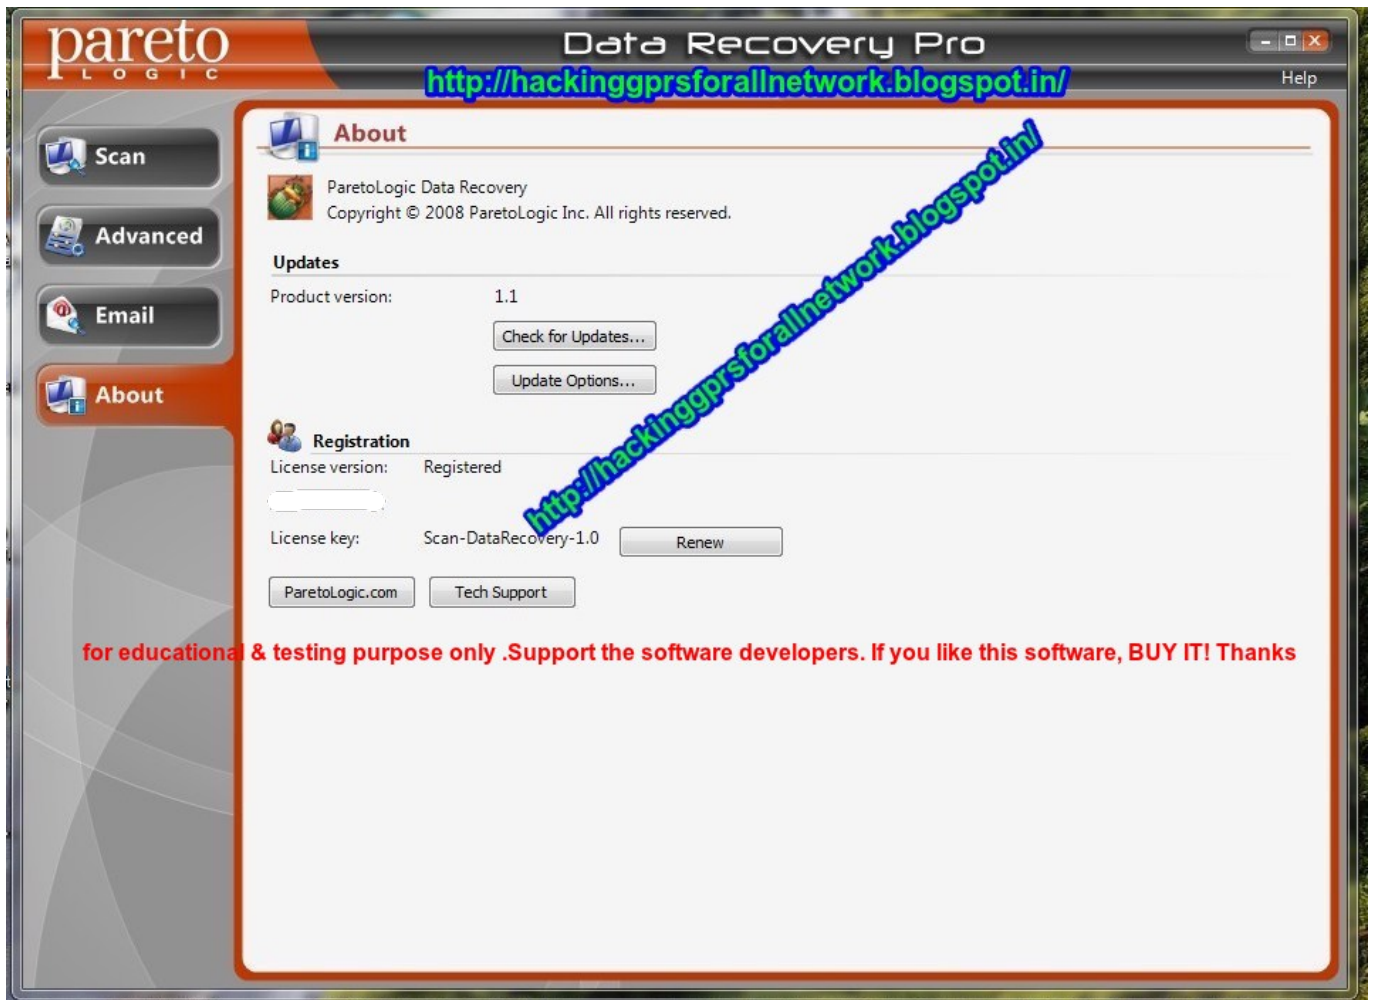 pareto
LOGIC
Data Recovery Pro
http://hackinggprsforallnetwork.blogspot.in/
Help
Scan
Advanced
Email
About
About
ParetoLogic Data Recovery
Copyright © 2008 ParetoLogic Inc. All rights reserved.
Updates
Product version: 1.1
Check for Updates...
Update Options...
http://hackinggprsforallnetwork.blogspot.in/
Registration
License version: Registered
License key: Scan-DataRecovery-1.0 Renew
ParetoLogic.com Tech Support
for educational & testing purpose only .Support the software developers. If you like this software, BUY IT! Thanks